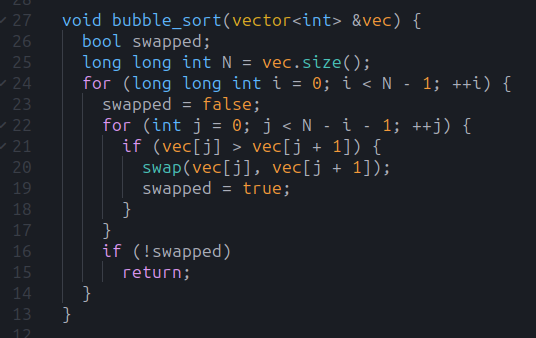 28
27 void bubble_sort(vector<int> &vec) {
26 bool swapped;
25 long long int N = vec.size();
24 for (long long int i = 0; i < N - 1; ++i) {
23 swapped = false;
22 for (int j = 0; j < N - i - 1; ++j) {
21 if (vec[j] > vec[j + 1]) {
20 swap(vec[j], vec[j + 1]);
19 swapped = true;
18 }
17 }
16 if (!swapped)
15 return;
14 }
13 }
12